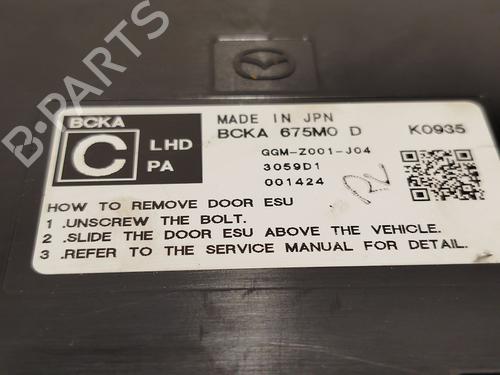 B-PARTS
MADE IN JPN
BCKA 675M0 D K0935
BCKA
C
LHD
PA
GGM-Z001-J04
3059D1
001424
RL
HOW TO REMOVE DOOR ESU
1 .UNSCREW THE BOLT.
2 .SLIDE THE DOOR ESU ABOVE THE VEHICLE.
3 .REFER TO THE SERVICE MANUAL FOR DETAIL.